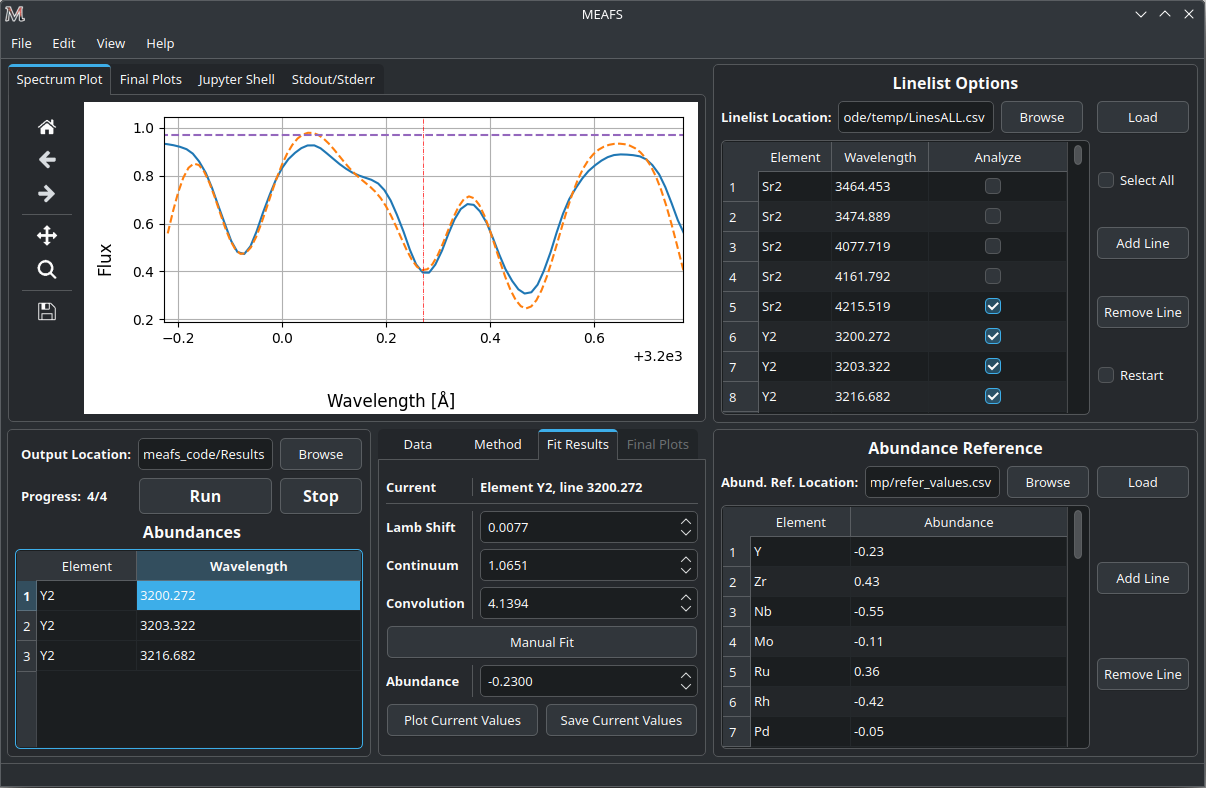 MEAFS
File Edit View Help
Spectrum Plot Final Plots Jupyter Shell Stdout/Stderr
1.0
0.8
0.6
0.4
0.2
Flux
−0.2 0.0 0.2 0.4 0.6
+3.2e3
Wavelength [Å]
Linelist Options
Linelist Location: ode/temp/LinesALL.csv Browse Load
Element Wavelength Analyze
1 Sr2 3464.453
2 Sr2 3474.889
3 Sr2 4077.719
4 Sr2 4161.792
5 Sr2 4215.519
6 Y2 3200.272
7 Y2 3203.322
8 Y2 3216.682
Select All
Add Line
Remove Line
Restart
Output Location: meafs_code/Results Browse
Progress: 4/4 Run Stop
Abundances
Element Wavelength
1 Y2 3200.272
2 Y2 3203.322
3 Y2 3216.682
Data Method Fit Results Final Plots
Current Element Y2, line 3200.272
Lamb Shift 0.0077
Continuum 1.0651
Convolution 4.1394
Manual Fit
Abundance -0.2300
Plot Current Values Save Current Values
Abundance Reference
Abund. Ref. Location: mp/refer_values.csv Browse Load
Element Abundance
1 Y -0.23
2 Zr 0.43
3 Nb -0.55
4 Mo -0.11
5 Ru 0.36
6 Rh -0.42
7 Pd -0.05
Add Line
Remove Line